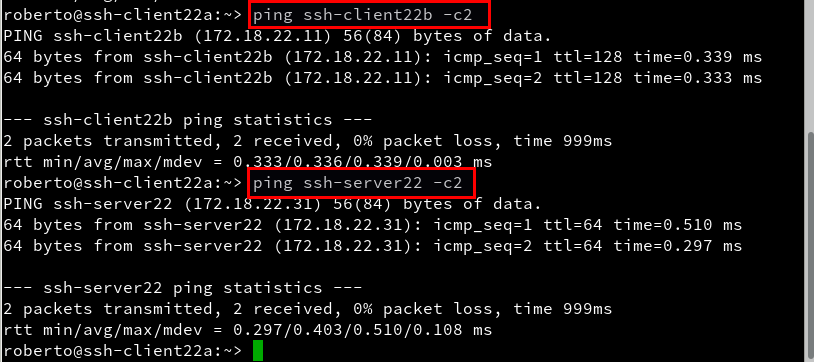 roberto@ssh-client22a:~> ping ssh-client22b -c2
PING ssh-client22b (172.18.22.11) 56(84) bytes of data.
64 bytes from ssh-client22b (172.18.22.11): icmp_seq=1 ttl=128 time=0.339 ms
64 bytes from ssh-client22b (172.18.22.11): icmp_seq=2 ttl=128 time=0.333 ms
--- ssh-client22b ping statistics ---
2 packets transmitted, 2 received, 0% packet loss, time 999ms
rtt min/avg/max/mdev = 0.333/0.336/0.339/0.003 ms
roberto@ssh-client22a:~> ping ssh-server22 -c2
PING ssh-server22 (172.18.22.31) 56(84) bytes of data.
64 bytes from ssh-server22 (172.18.22.31): icmp_seq=1 ttl=64 time=0.510 ms
64 bytes from ssh-server22 (172.18.22.31): icmp_seq=2 ttl=64 time=0.297 ms
--- ssh-server22 ping statistics ---
2 packets transmitted, 2 received, 0% packet loss, time 999ms
rtt min/avg/max/mdev = 0.297/0.403/0.510/0.108 ms
roberto@ssh-client22a:~>